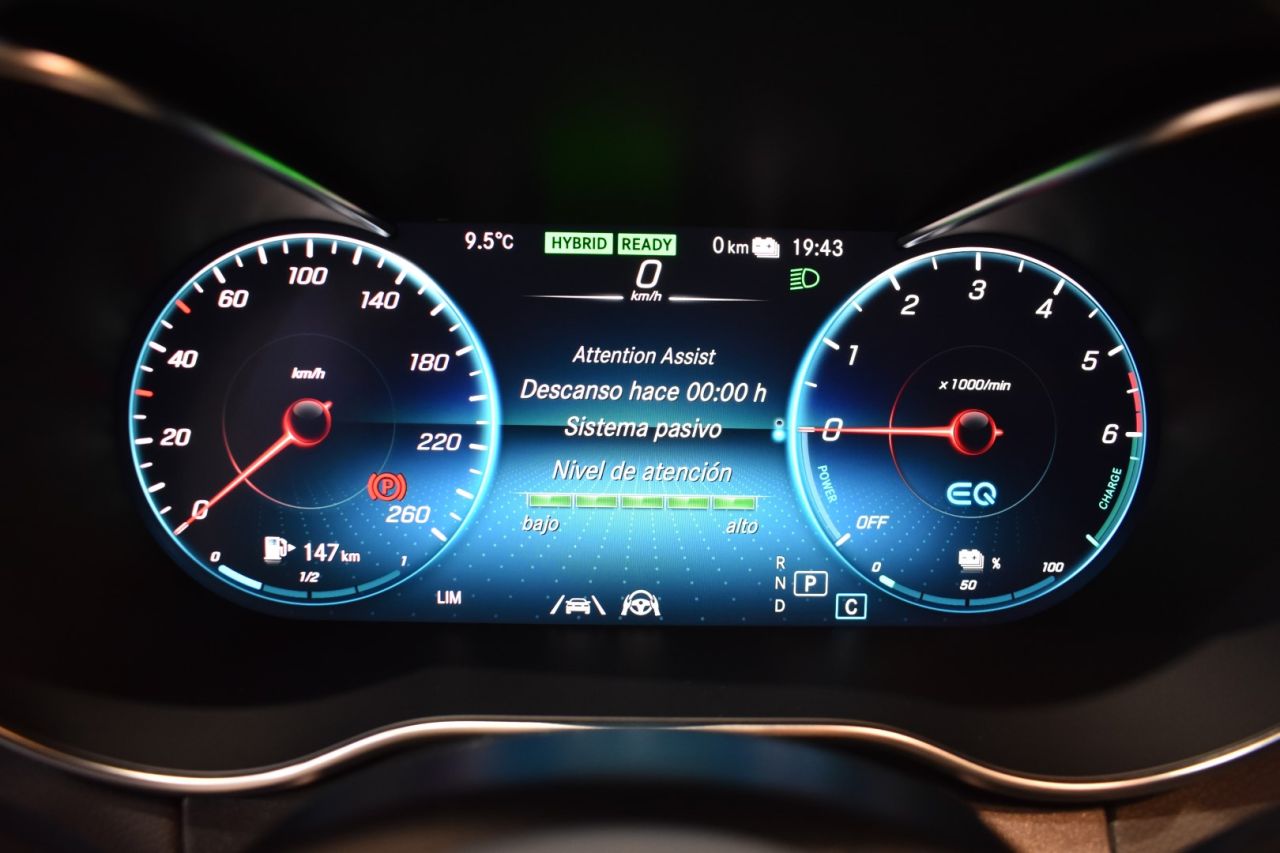 9.5°C HYBRID READY 0 km 19:43
0
km/h
20 40 60 100 140 180 220 260
0
km/h
P
147 km
0 1/2 1
LIM
Attention Assist
Descanso hace 00:00 h
Sistema pasivo
Nivel de atención
bajo alto
R
N P
D C
0 1 2 3 4 5 6
x 1000/min
EQ
POWER
OFF
CHARGE
%
0 50 100